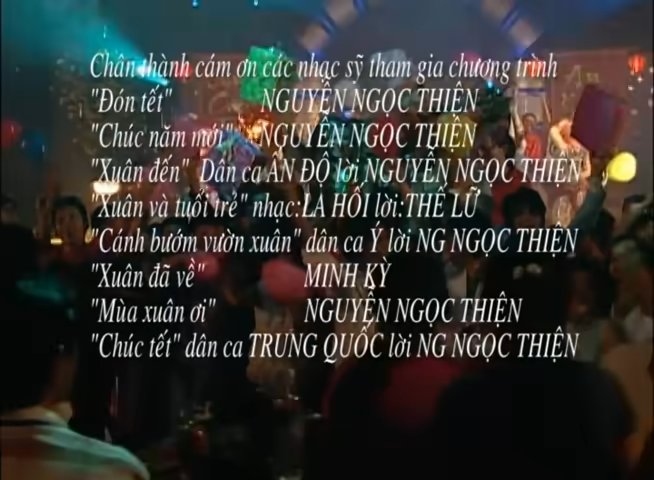 Chân thành cám ơn các nhạc sỹ tham gia chương trình
"Đón tết" NGUYỄN NGỌC THIỆN
"Chúc năm mới" NGUYỄN NGỌC THIỆN
"Xuân đến" Dân ca ẤN ĐỘ lời NGUYỄN NGỌC THIỆN
"Xuân và tuổi trẻ" nhạc:LA HỐI lời:THẾ LỮ
"Cánh bướm vườn xuân" dân ca Ý lời NG NGỌC THIỆN
"Xuân đã về" MINH KỲ
"Mùa xuân ơi" NGUYỄN NGỌC THIỆN
"Chúc tết" dân ca TRUNG QUỐC lời NG NGỌC THIỆN